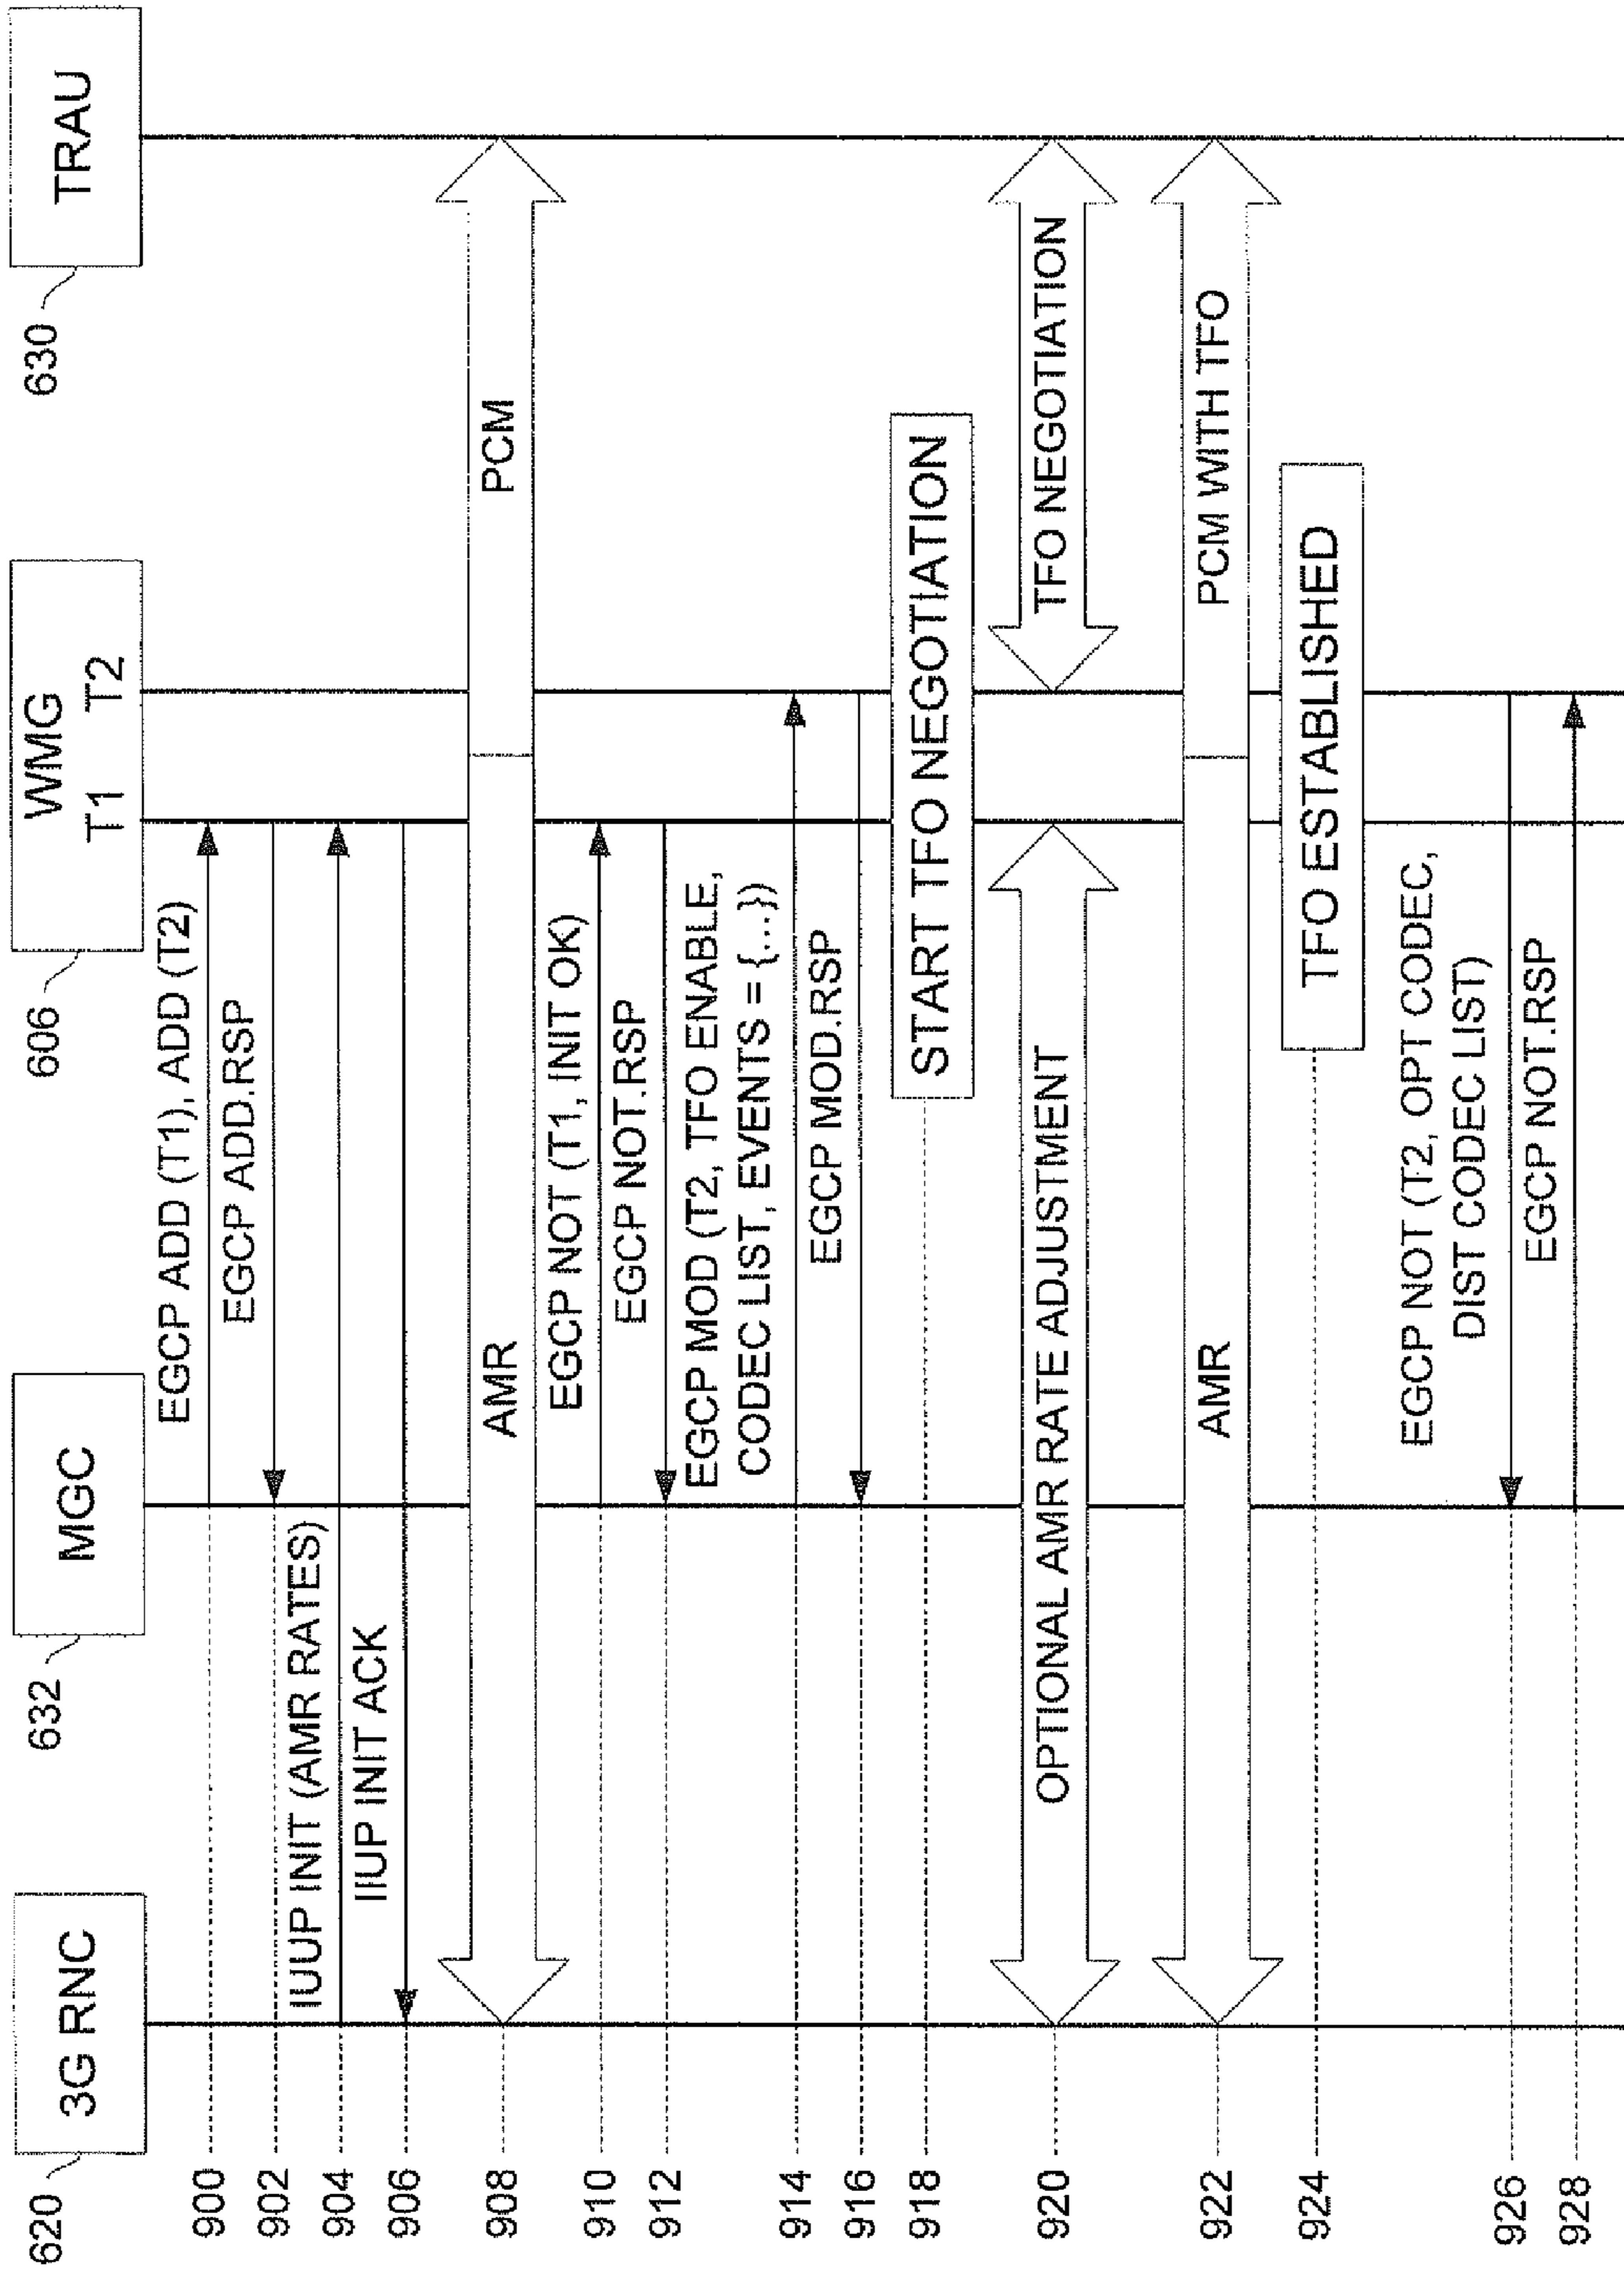 3G RNC
620
MGC
632
WMG
T1 T2
606
TRAU
630
900
EGCP ADD (T1), ADD (T2)
902
EGCP ADD.RSP
904
IUUP INIT (AMR RATES)
906
IUUP INIT ACK
908
AMR
PCM
910
EGCP NOT (T1, INIT OK)
912
EGCP NOT.RSP
914
EGCP MOD (T2, TFO ENABLE,
CODEC LIST, EVENTS = {...})
916
EGCP MOD.RSP
918
START TFO NEGOTIATION
920
OPTIONAL AMR RATE ADJUSTMENT
TFO NEGOTIATION
922
AMR
PCM WITH TFO
924
TFO ESTABLISHED
926
EGCP NOT (T2, OPT CODEC,
DIST CODEC LIST)
928
EGCP NOT.RSP